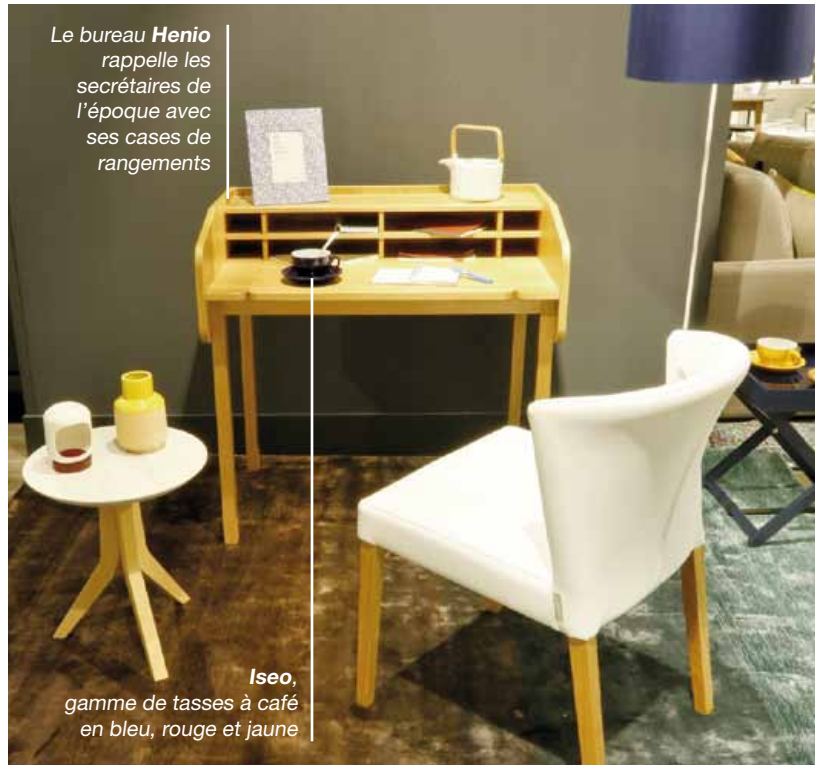 Le bureau Henio
rappelle les
secrétaires de
l'époque avec
ses cases de
rangements
Iseo,
gamme de tasses à café
en bleu, rouge et jaune